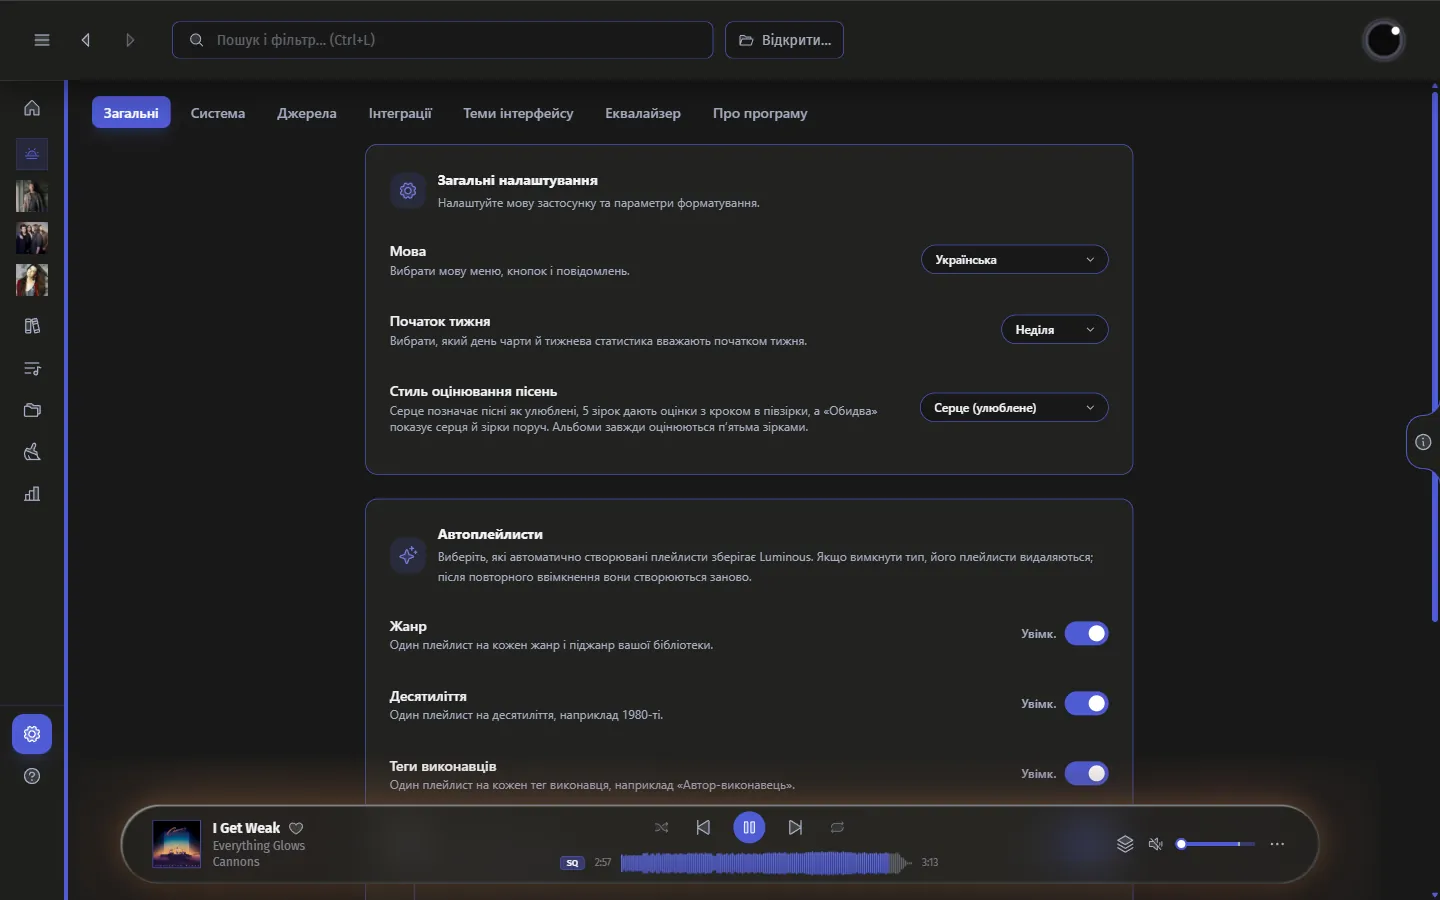 Пошук і фільтр... (Ctrl+L)
Відкрити...
Загальні
Система
Джерела
Інтеграції
Теми інтерфейсу
Еквалайзер
Про програму
Загальні налаштування
Налаштуйте мову застосунку та параметри форматування.
Мова
Вибрати мову меню, кнопок і повідомлень.
Українська
Початок тижня
Вибрати, який день чарти й тижнева статистика вважають початком тижня.
Неділя
Стиль оцінювання пісень
Серце позначає пісні як улюблені, 5 зірок дають оцінки з кроком в півзірки, а «Обидва»
показує серця й зірки поруч. Альбоми завжди оцінюються п'ятьма зірками.
Серце (улюблене)
Автоплейлисти
Виберіть, які автоматично створювані плейлисти зберігає Luminous. Якщо вимкнути тип, його плейлисти видаляються;
після повторного ввімкнення вони створюються заново.
Жанр
Один плейлист на кожен жанр і піджанр вашої бібліотеки.
Увімк.
Десятиліття
Один плейлист на десятиліття, наприклад 1980-ті.
Увімк.
Теги виконавців
Один плейлист на кожен тег виконавця, наприклад «Автор-виконавець».
Увімк.
I Get Weak
Everything Glows
Cannons
SQ
2:57
3:13